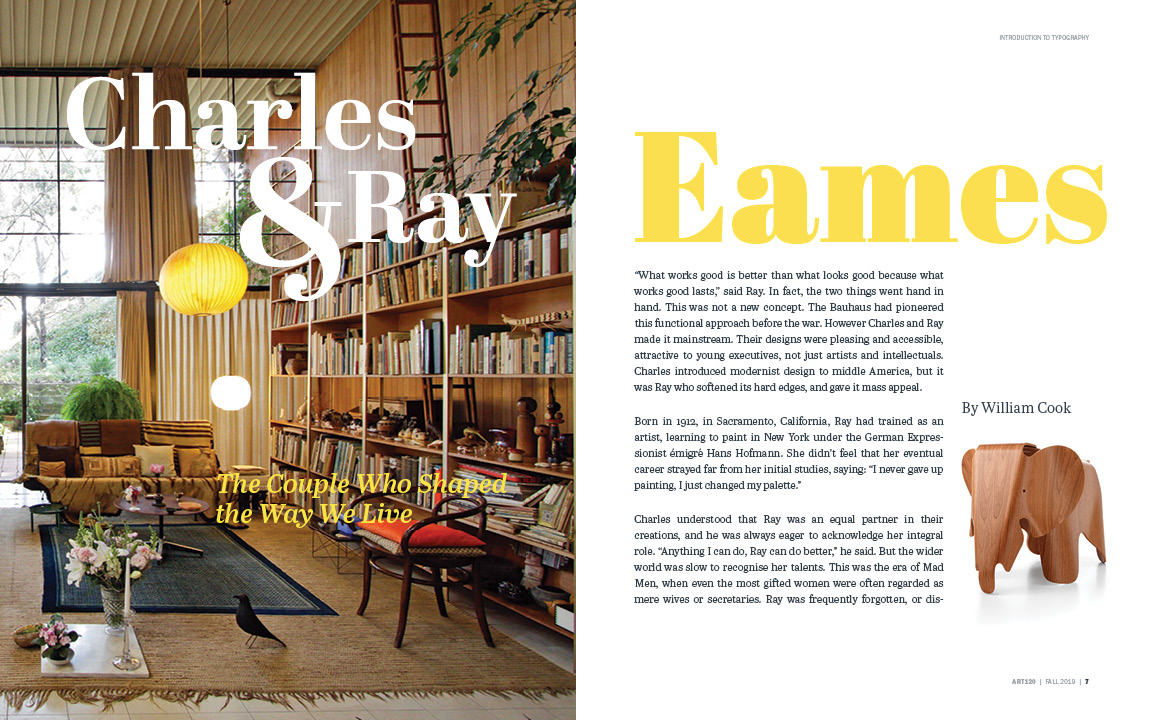 Charles
& Ray
The Couple Who Shaped
the Way We Live
INTRODUCTION TO TYPOGRAPHY
Eames
“What works good is better than what looks good because what
works good lasts,” said Ray. In fact, the two things went hand in
hand. This was not a new concept. The Bauhaus had pioneered
this functional approach before the war. However Charles and Ray
made it mainstream. Their designs were pleasing and accessible,
attractive to young executives, not just artists and intellectuals.
Charles introduced modernist design to middle America, but it
was Ray who softened its hard edges, and gave it mass appeal.
Born in 1912, in Sacramento, California, Ray had trained as an
artist, learning to paint in New York under the German Expres-
sionist émigré Hans Hofmann. She didn’t feel that her eventual
career strayed far from her initial studies, saying: “I never gave up
painting, I just changed my palette.”
Charles understood that Ray was an equal partner in their
creations, and he was always eager to acknowledge her integral
role. “Anything I can do, Ray can do better,” he said. But the wider
world was slow to recognise her talents. This was the era of Mad
Men, when even the most gifted women were often regarded as
mere wives or secretaries. Ray was frequently forgotten, or dis-
By William Cook
ART120 | FALL 2019 | 7